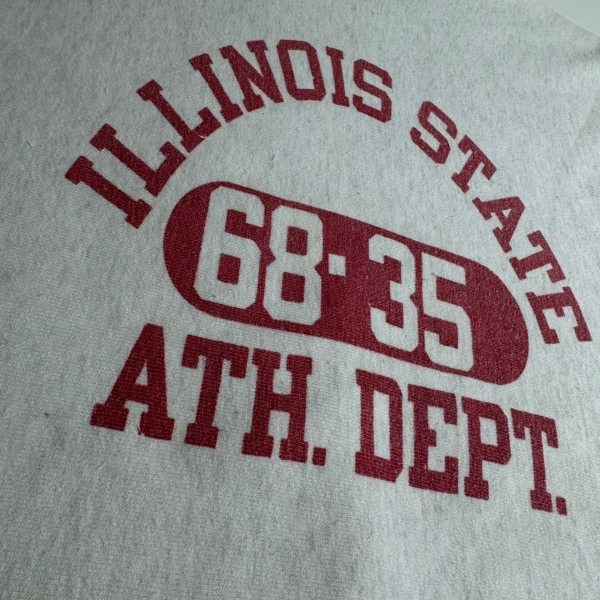 ILLINOIS STATE
68-35
ATH. DEPT.